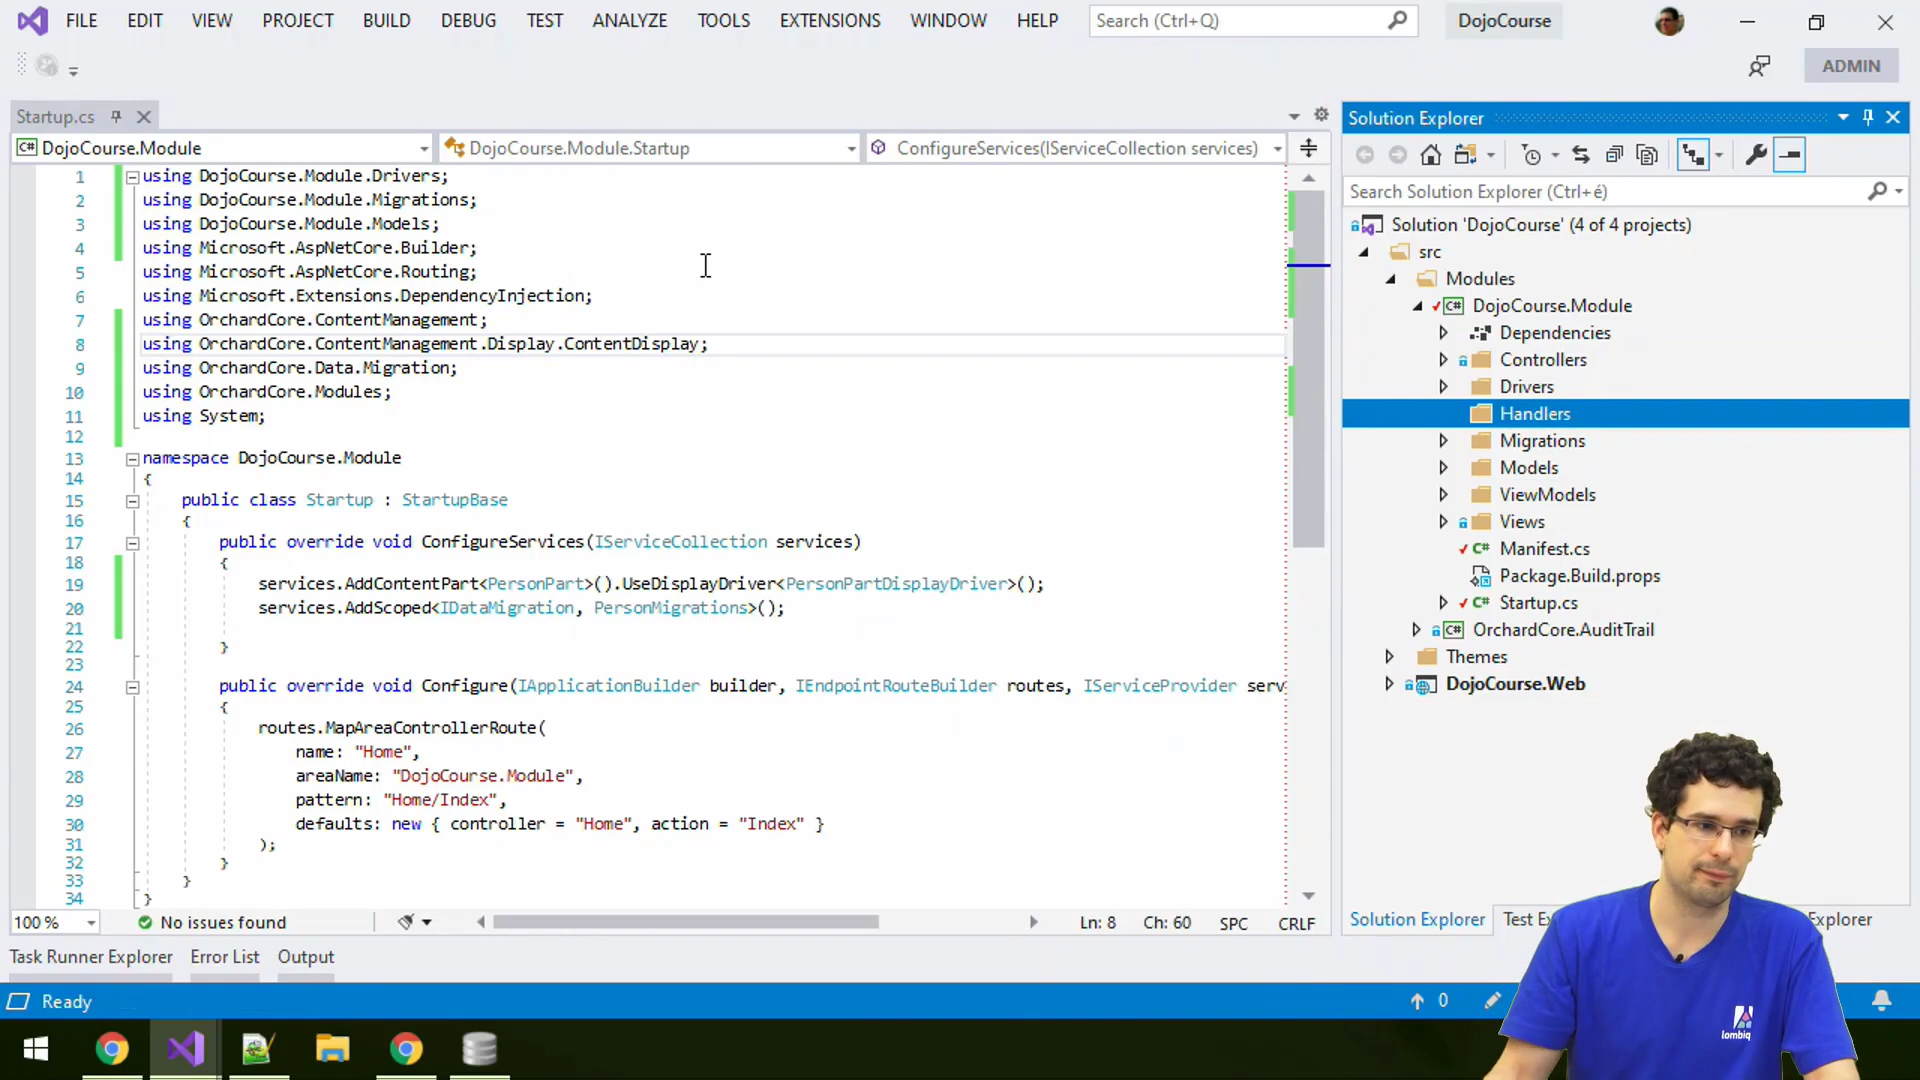 FILE EDIT VIEW PROJECT BUILD DEBUG TEST ANALYZE TOOLS EXTENSIONS WINDOW HELP Search (Ctrl+Q) DojoCourse
ADMIN
Startup.cs
DojoCourse.Module DojoCourse.Module.Startup ConfigureServices(IServiceCollection services)
1 using DojoCourse.Module.Drivers;
2 using DojoCourse.Module.Migrations;
3 using DojoCourse.Module.Models;
4 using Microsoft.AspNetCore.Builder;
5 using Microsoft.AspNetCore.Routing;
6 using Microsoft.Extensions.DependencyInjection;
7 using OrchardCore.ContentManagement;
8 using OrchardCore.ContentManagement.Display.ContentDisplay;
9 using OrchardCore.Data.Migration;
10 using OrchardCore.Modules;
11 using System;
12
13 namespace DojoCourse.Module
14 {
15 public class Startup : StartupBase
16 {
17 public override void ConfigureServices(IServiceCollection services)
18 {
19 services.AddContentPart<PersonPart>().UseDisplayDriver<PersonPartDisplayDriver>();
20 services.AddScoped<IDataMigration, PersonMigrations>();
21
22 }
23
24 public override void Configure(IApplicationBuilder builder, IEndpointRouteBuilder routes, IServiceProvider serv
25 {
26 routes.MapAreaControllerRoute(
27 name: "Home",
28 areaName: "DojoCourse.Module",
29 pattern: "Home/Index",
30 defaults: new { controller = "Home", action = "Index" }
31 );
32 }
33 }
34 }
100 % No issues found Ln: 8 Ch: 60 SPC CRLF
Task Runner Explorer Error List Output
Ready 0
Solution Explorer
Search Solution Explorer (Ctrl+é)
Solution 'DojoCourse' (4 of 4 projects)
src
Modules
DojoCourse.Module
Dependencies
Controllers
Drivers
Handlers
Migrations
Models
ViewModels
Views
Manifest.cs
Package.Build.props
Startup.cs
OrchardCore.AuditTrail
Themes
DojoCourse.Web
Solution Explorer Test Ex Explorer
lombiq